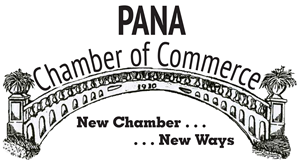 PANA
Chamber of Commerce
1930
New Chamber . . .
. . . New Ways